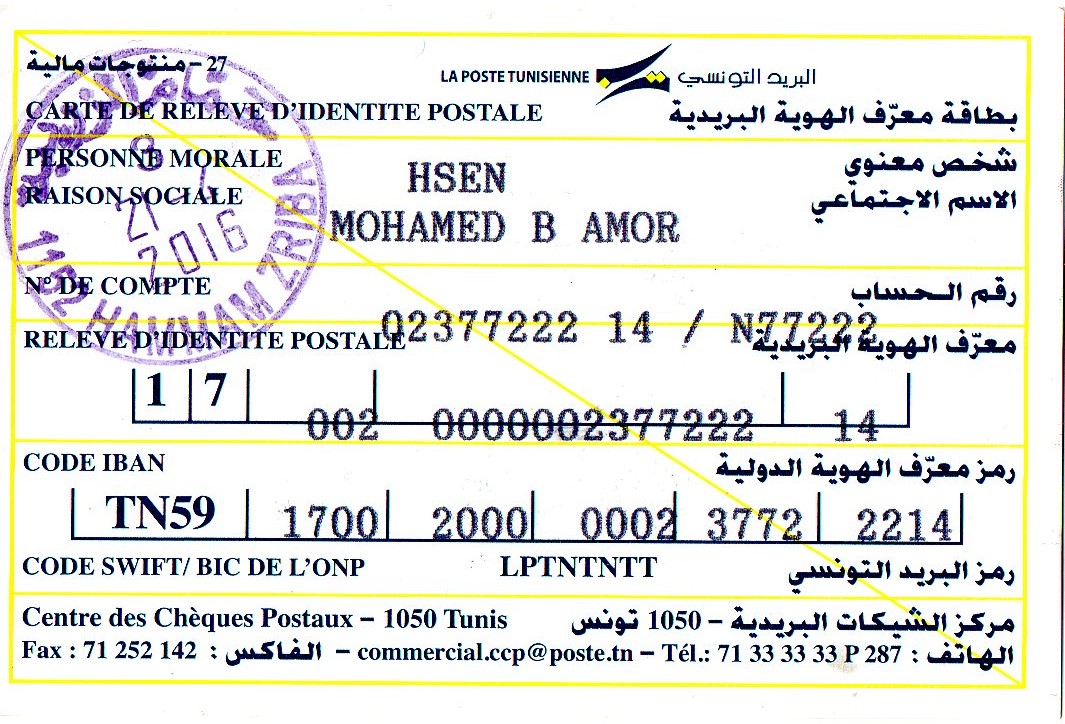 27 – منتوجات مالية
LA POSTE TUNISIENNE البريد التونسي
CARTE DE RELEVE D'IDENTITE POSTALE بطاقة معرّف الهوية البريدية
PERSONNE MORALE شخص معنوي
HSEN
RAISON SOCIALE الاسم الاجتماعي
MOHAMED B AMOR
8
21 - 1
2016
1152 HAMMAM ZRIBA
N° DE COMPTE رقم الحساب
02377222 14 / N77222
RELEVE D'IDENTITE POSTALE معرّف الهوية البريدية
1 7 002 0000002377222 14
CODE IBAN رمز معرّف الهوية الدولية
TN59 1700 2000 0002 3772 2214
CODE SWIFT/ BIC DE L'ONP LPTNTNTT رمز البريد التونسي
Centre des Chèques Postaux – 1050 Tunis مركز الشيكات البريدية – 1050 تونس
Fax : 71 252 142 : الفاكس – commercial.ccp@poste.tn – Tél.: 71 33 33 33 P 287 : الهاتف